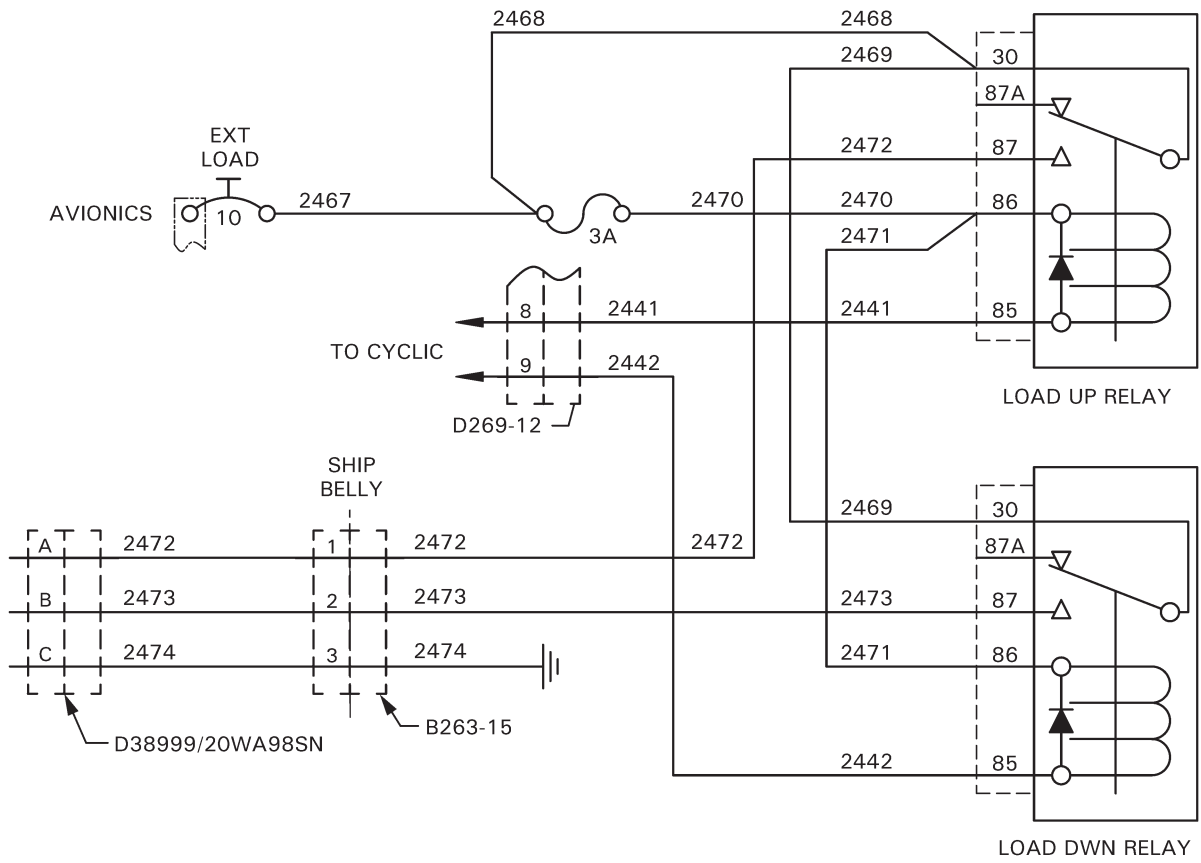 2468
2468
30
2469
87A
EXT
LOAD
2472
87
AVIONICS
10
2467
3A
2470
2470
86
2471
8
2441
2441
85
TO CYCLIC
9
2442
LOAD UP RELAY
D269-12
SHIP
BELLY
2469
30
A
2472
1
2472
2472
87A
B
2473
2
2473
2473
87
C
2474
3
2474
2471
86
B263-15
D38999/20WA98SN
2442
85
LOAD DWN RELAY